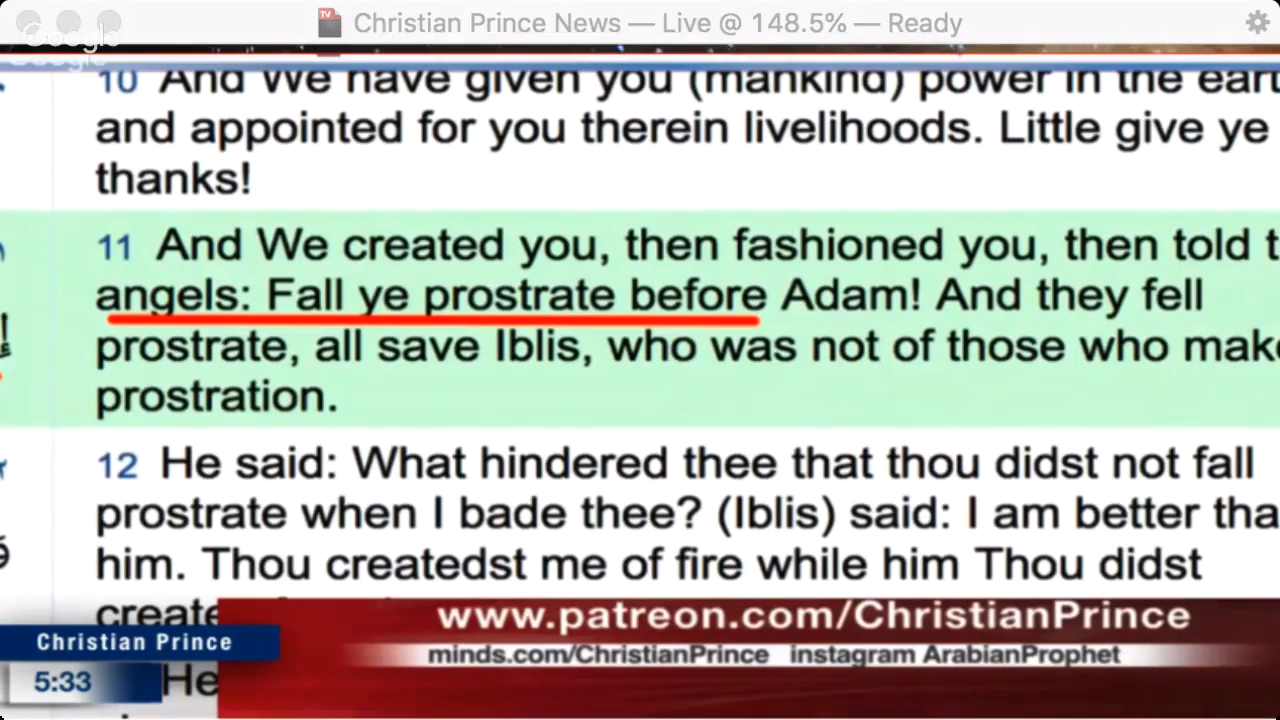 Christian Prince News — Live @ 148.5% — Ready
Google
Google
10 And We have given you (mankind) power in the eart
and appointed for you therein livelihoods. Little give ye
thanks!
11 And We created you, then fashioned you, then told t
angels: Fall ye prostrate before Adam! And they fell
prostrate, all save Iblis, who was not of those who make
prostration.
12 He said: What hindered thee that thou didst not fall
prostrate when I bade thee? (Iblis) said: I am better tha
him. Thou createdst me of fire while him Thou didst
create
www.patreon.com/ChristianPrince
Christian Prince
minds.com/ChristianPrince instagram ArabianProphet
5:33
He